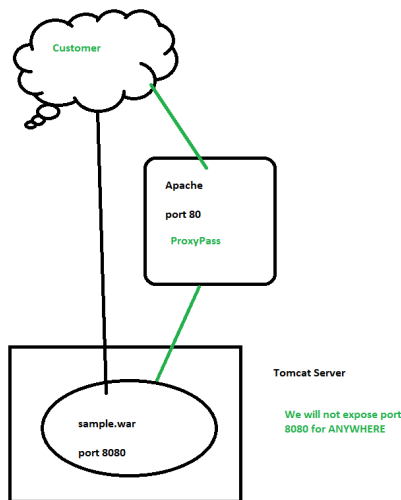 Customer
Apache
port 80
ProxyPass
Tomcat Server
sample.war
port 8080
We will not expose port
8080 for ANYWHERE